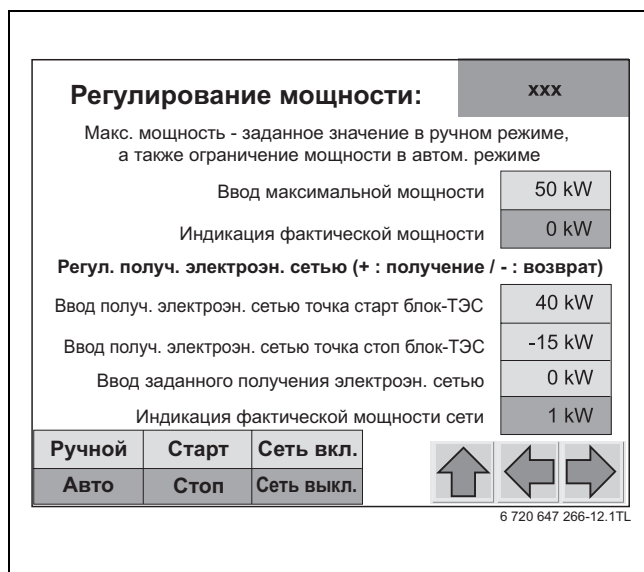 Регулирование мощности: xxx
Макс. мощность - заданное значение в ручном режиме,
а также ограничение мощности в автом. режиме
Ввод максимальной мощности 50 kW
Индикация фактической мощности 0 kW
Регул. получ. электроэн. сетью (+ : получение / - : возврат)
Ввод получ. электроэн. сетью точка старт блок-ТЭС 40 kW
Ввод получ. электроэн. сетью точка стоп блок-ТЭС -15 kW
Ввод заданного получения электроэн. сетью 0 kW
Индикация фактической мощности сети 1 kW
Ручной Старт Сеть вкл.
Авто Стоп Сеть выкл.
6 720 647 266-12.1TL